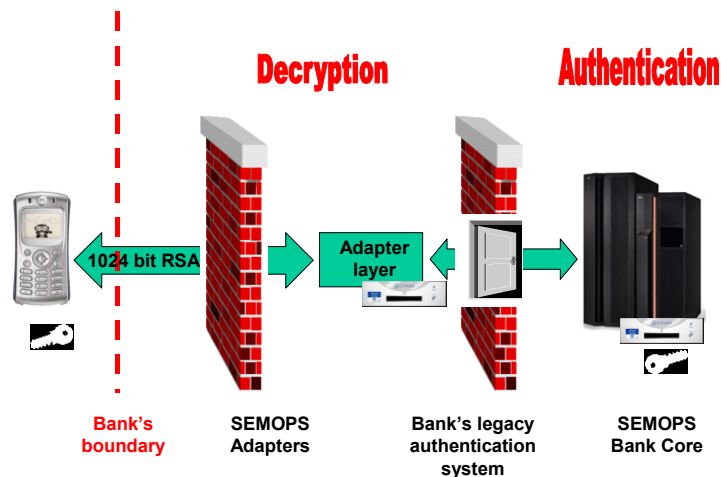 Decryption
Authentication
1024 bit RSA
Adapter
layer
Bank's
boundary
SEMOPS
Adapters
Bank's legacy
authentication
system
SEMOPS
Bank Core